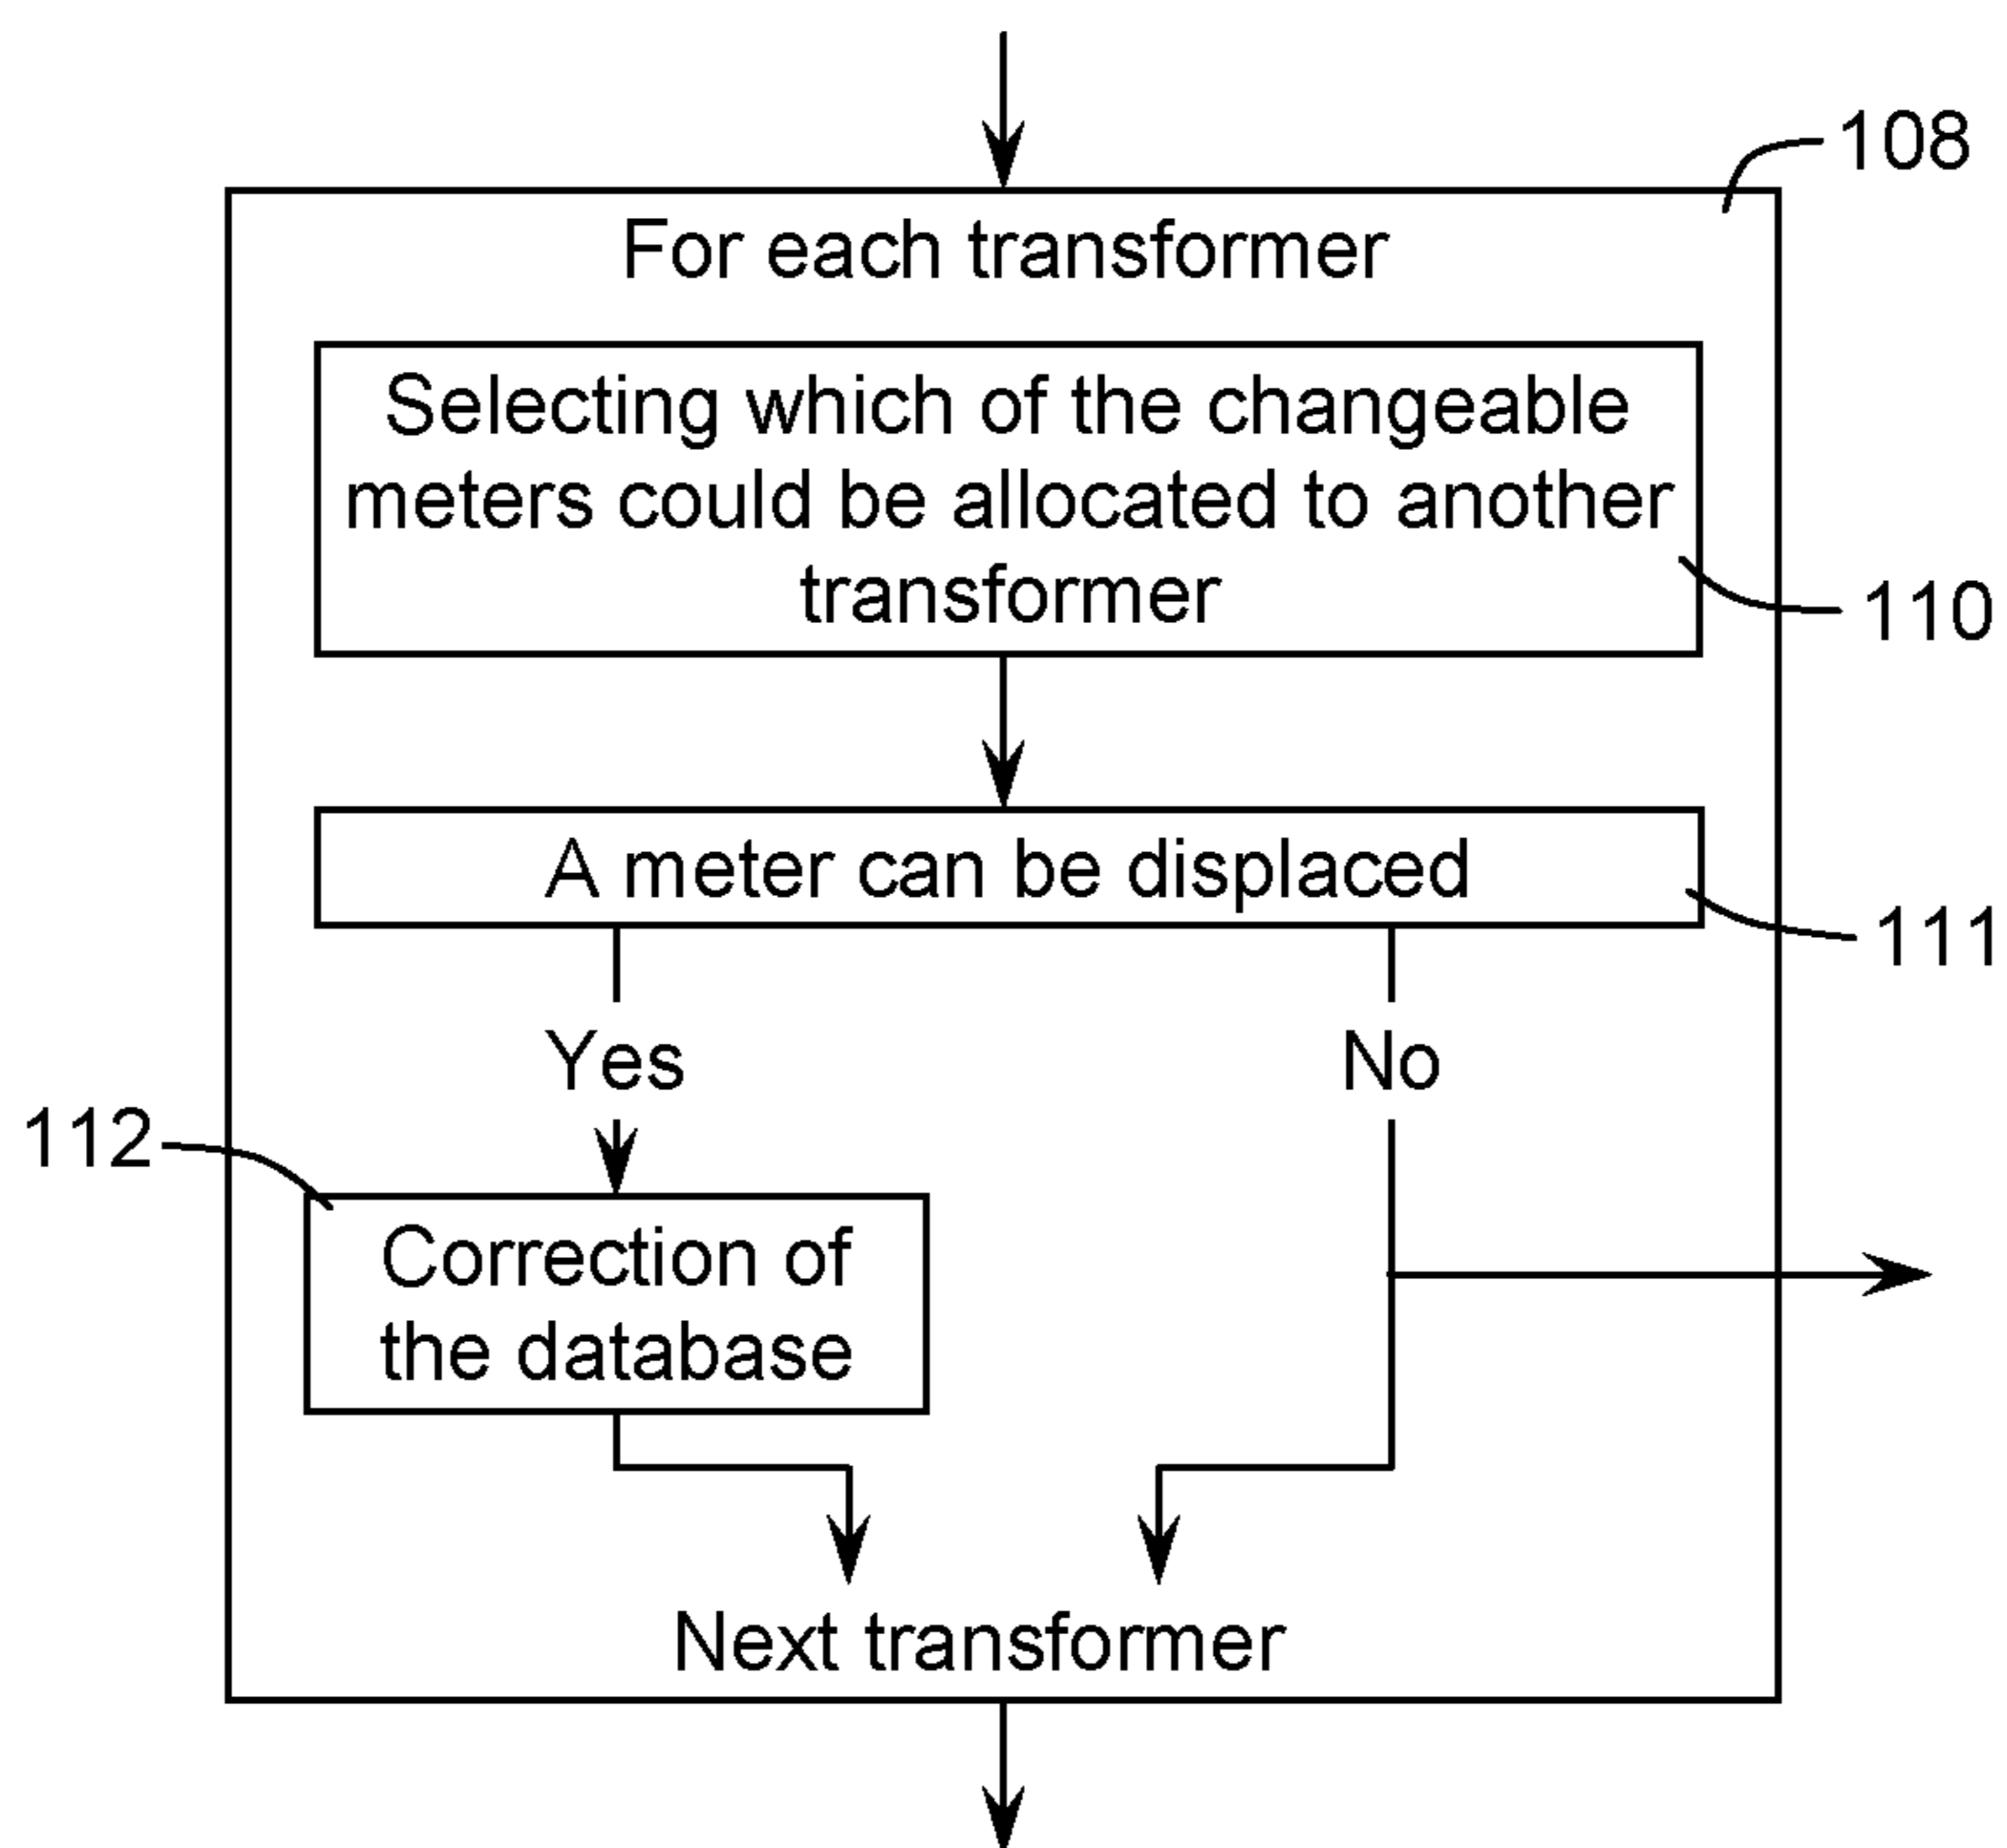 108
For each transformer
Selecting which of the changeable
meters could be allocated to another
transformer
110
A meter can be displaced
111
Yes
No
112
Correction of
the database
Next transformer